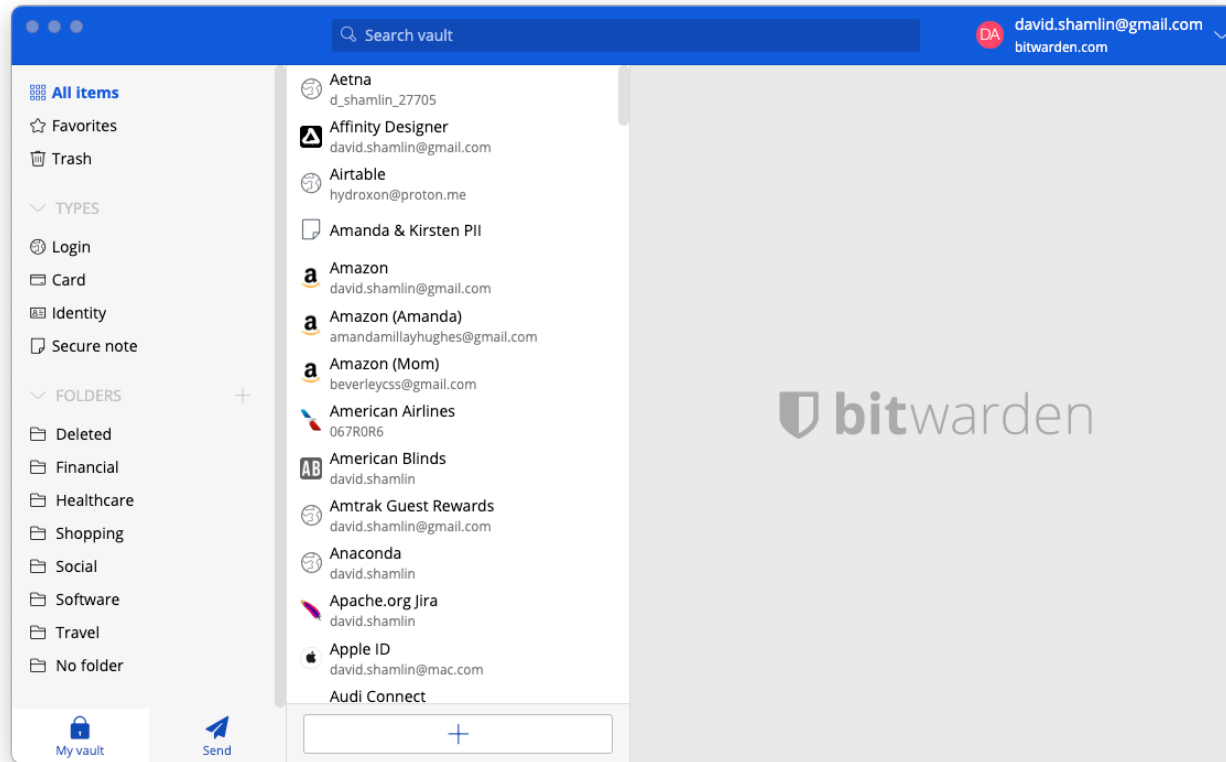 Search vault
DA
david.shamlin@gmail.com
bitwarden.com
All items
Favorites
Trash
TYPES
Login
Card
Identity
Secure note
FOLDERS
Deleted
Financial
Healthcare
Shopping
Social
Software
Travel
No folder
My vault
Send
Aetna
d_shamlin_27705
Affinity Designer
david.shamlin@gmail.com
Airtable
hydroxon@proton.me
Amanda & Kirsten PII
a
Amazon
david.shamlin@gmail.com
a
Amazon (Amanda)
amandamillayhughes@gmail.com
a
Amazon (Mom)
beverleycss@gmail.com
American Airlines
067R0R6
AB
American Blinds
david.shamlin
Amtrak Guest Rewards
david.shamlin@gmail.com
Anaconda
david.shamlin
Apache.org Jira
david.shamlin
Apple ID
david.shamlin@mac.com
Audi Connect
bitwarden